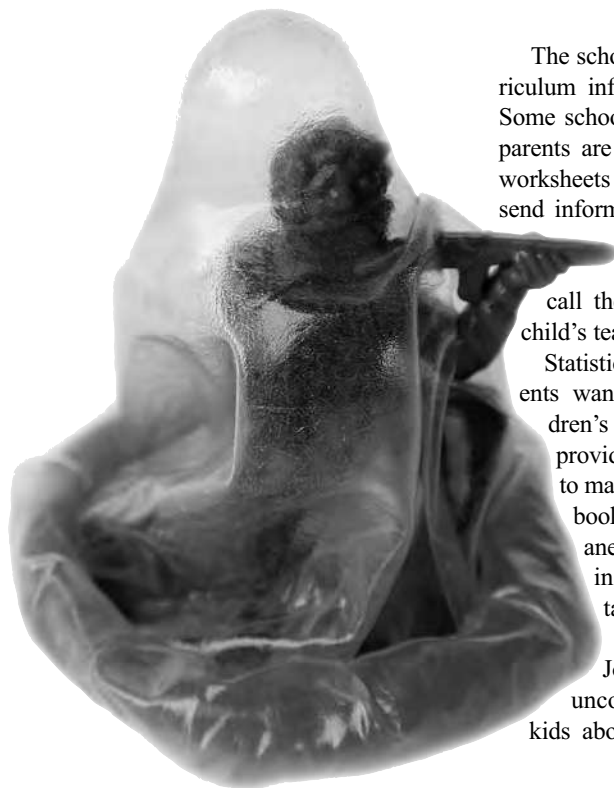 The scho
riculum inf
Some schoo
parents are
worksheets
send inform
call the
child's tea
Statistic
ents wan
dren's
provid
to ma
book
ane
in
ta
Je
unco
kids abo